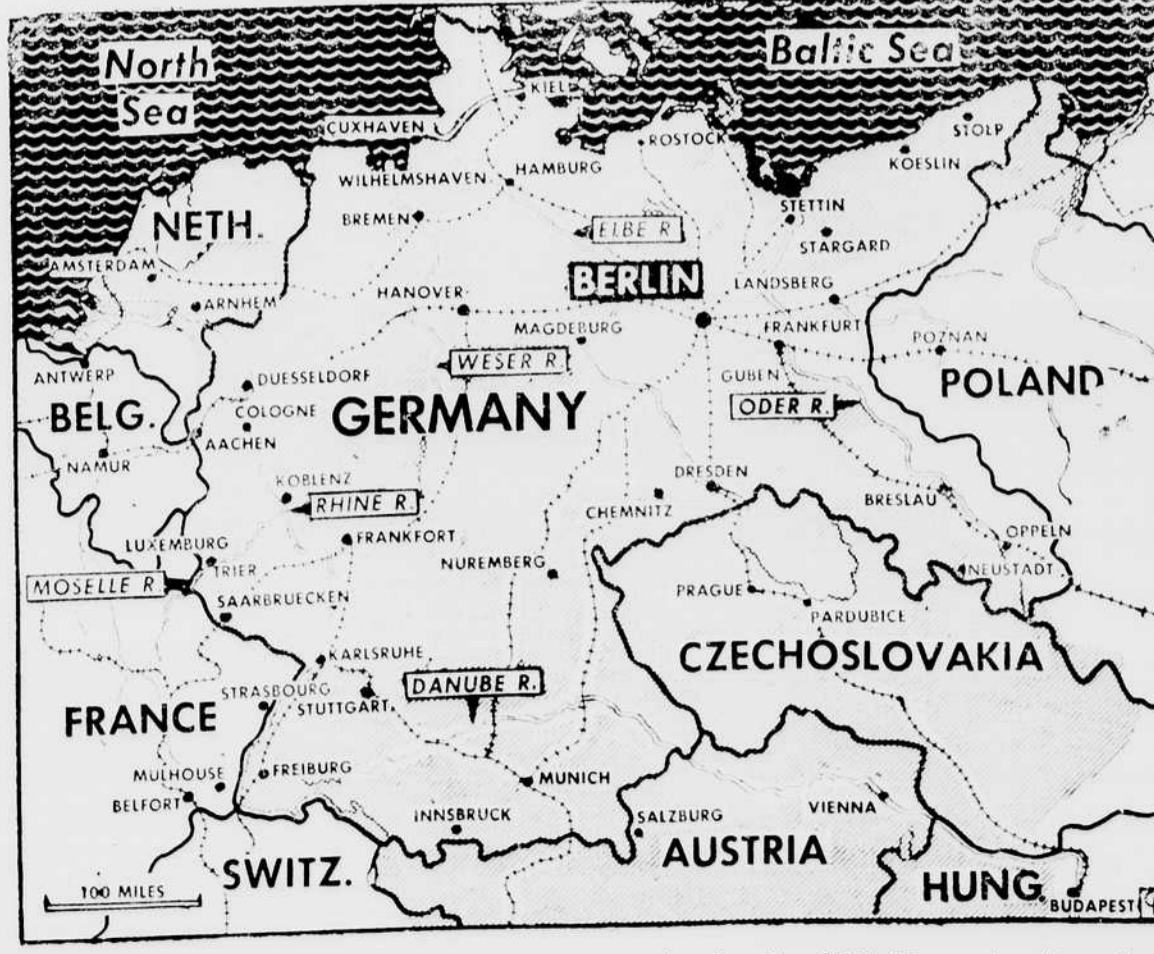 North
Sea
Baltic Sea
KIEL
CUXHAVEN
ROSTOCK
STOLP
KOESLIN
WILHELMSHAVEN
HAMBURG
NETH.
BREMEN
STETTIN
ELBE R
STARGARD
AMSTERDAM
BERLIN
LANDSBERG
ARNHEM
HANOVER
MAGDEBURG
FRANKFURT
POZNAN
WESER R.
ANTWERP
DUESSELDORF
GUBEN
POLAND
BELG.
COLOGNE
GERMANY
ODER R.
AACHEN
NAMUR
KOBLENZ
DRESDEN
RHINE R.
CHEMNITZ
BRESLAU
LUXEMBURG
FRANKFORT
OPPELN
TRIER
NUREMBERG
NEUSTADT
MOSELLE R
SAARBRUECKEN
PRAGUE
PARDUBICE
KARLSRUHE
CZECHOSLOVAKIA
STRASBOURG
DANUBE R.
FRANCE
STUTTGART
MULHOUSE
FREIBURG
MUNICH
BELFORT
INNSBRUCK
SALZBURG
VIENNA
SWITZ.
AUSTRIA
100 MILES
HUNG.
BUDAPEST